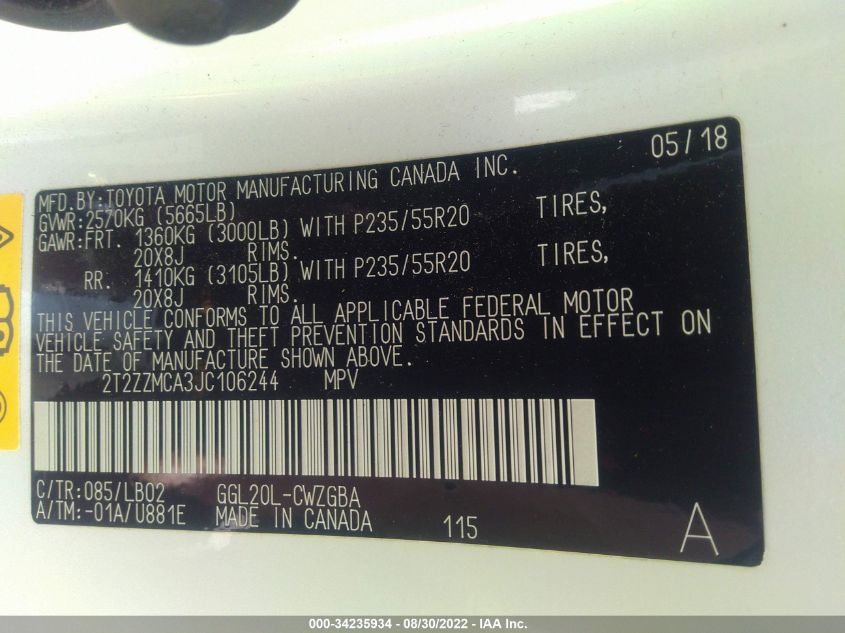 05/18
MFD.BY:TOYOTA MOTOR MANUFACTURING CANADA INC.
GVWR:2570KG (5665LB)
GAWR:FRT. 1360KG (3000LB) WITH P235/55R20 TIRES,
20X8J RIMS.
RR. 1410KG (3105LB) WITH P235/55R20 TIRES,
20X8J RIMS.
THIS VEHICLE CONFORMS TO ALL APPLICABLE FEDERAL MOTOR
VEHICLE SAFETY AND THEFT PREVENTION STANDARDS IN EFFECT ON
THE DATE OF MANUFACTURE SHOWN ABOVE.
2T2ZZMCA3JC106244 MPV
C/TR:085/LB02 GGL20L-CWZGBA
A/TM:-01A/U881E MADE IN CANADA 115 A
000-34235934 - 08/30/2022 - IAA Inc.